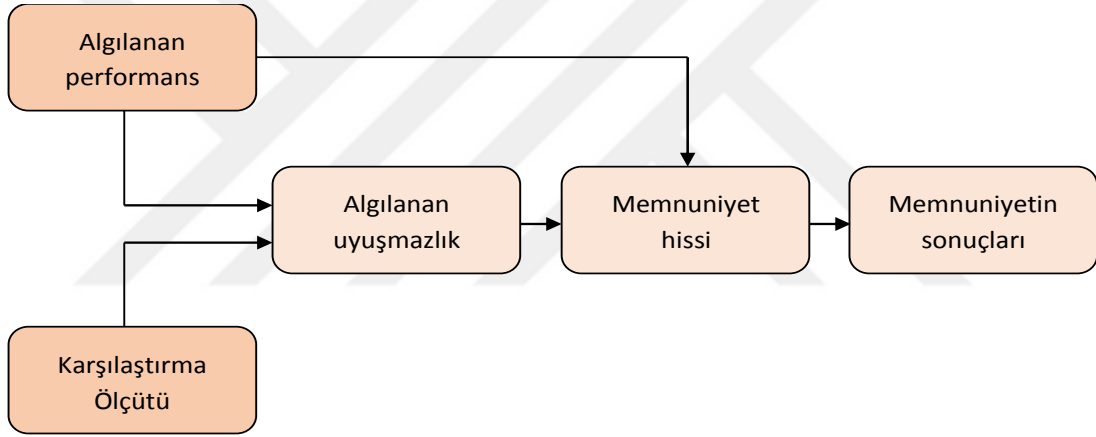 Algılanan
performans
Algılanan
uyuşmazlık
Memnuniyet
hissi
Memnuniyetin
sonuçları
Karşılaştırma
Ölçütü